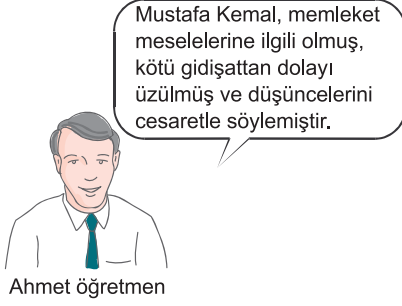 Mustafa Kemal, memleket
meselelerine ilgili olmuş,
kötü gidişattan dolayı
üzülmüş ve düşüncelerini
cesaretle söylemiştir.
Ahmet öğretmen